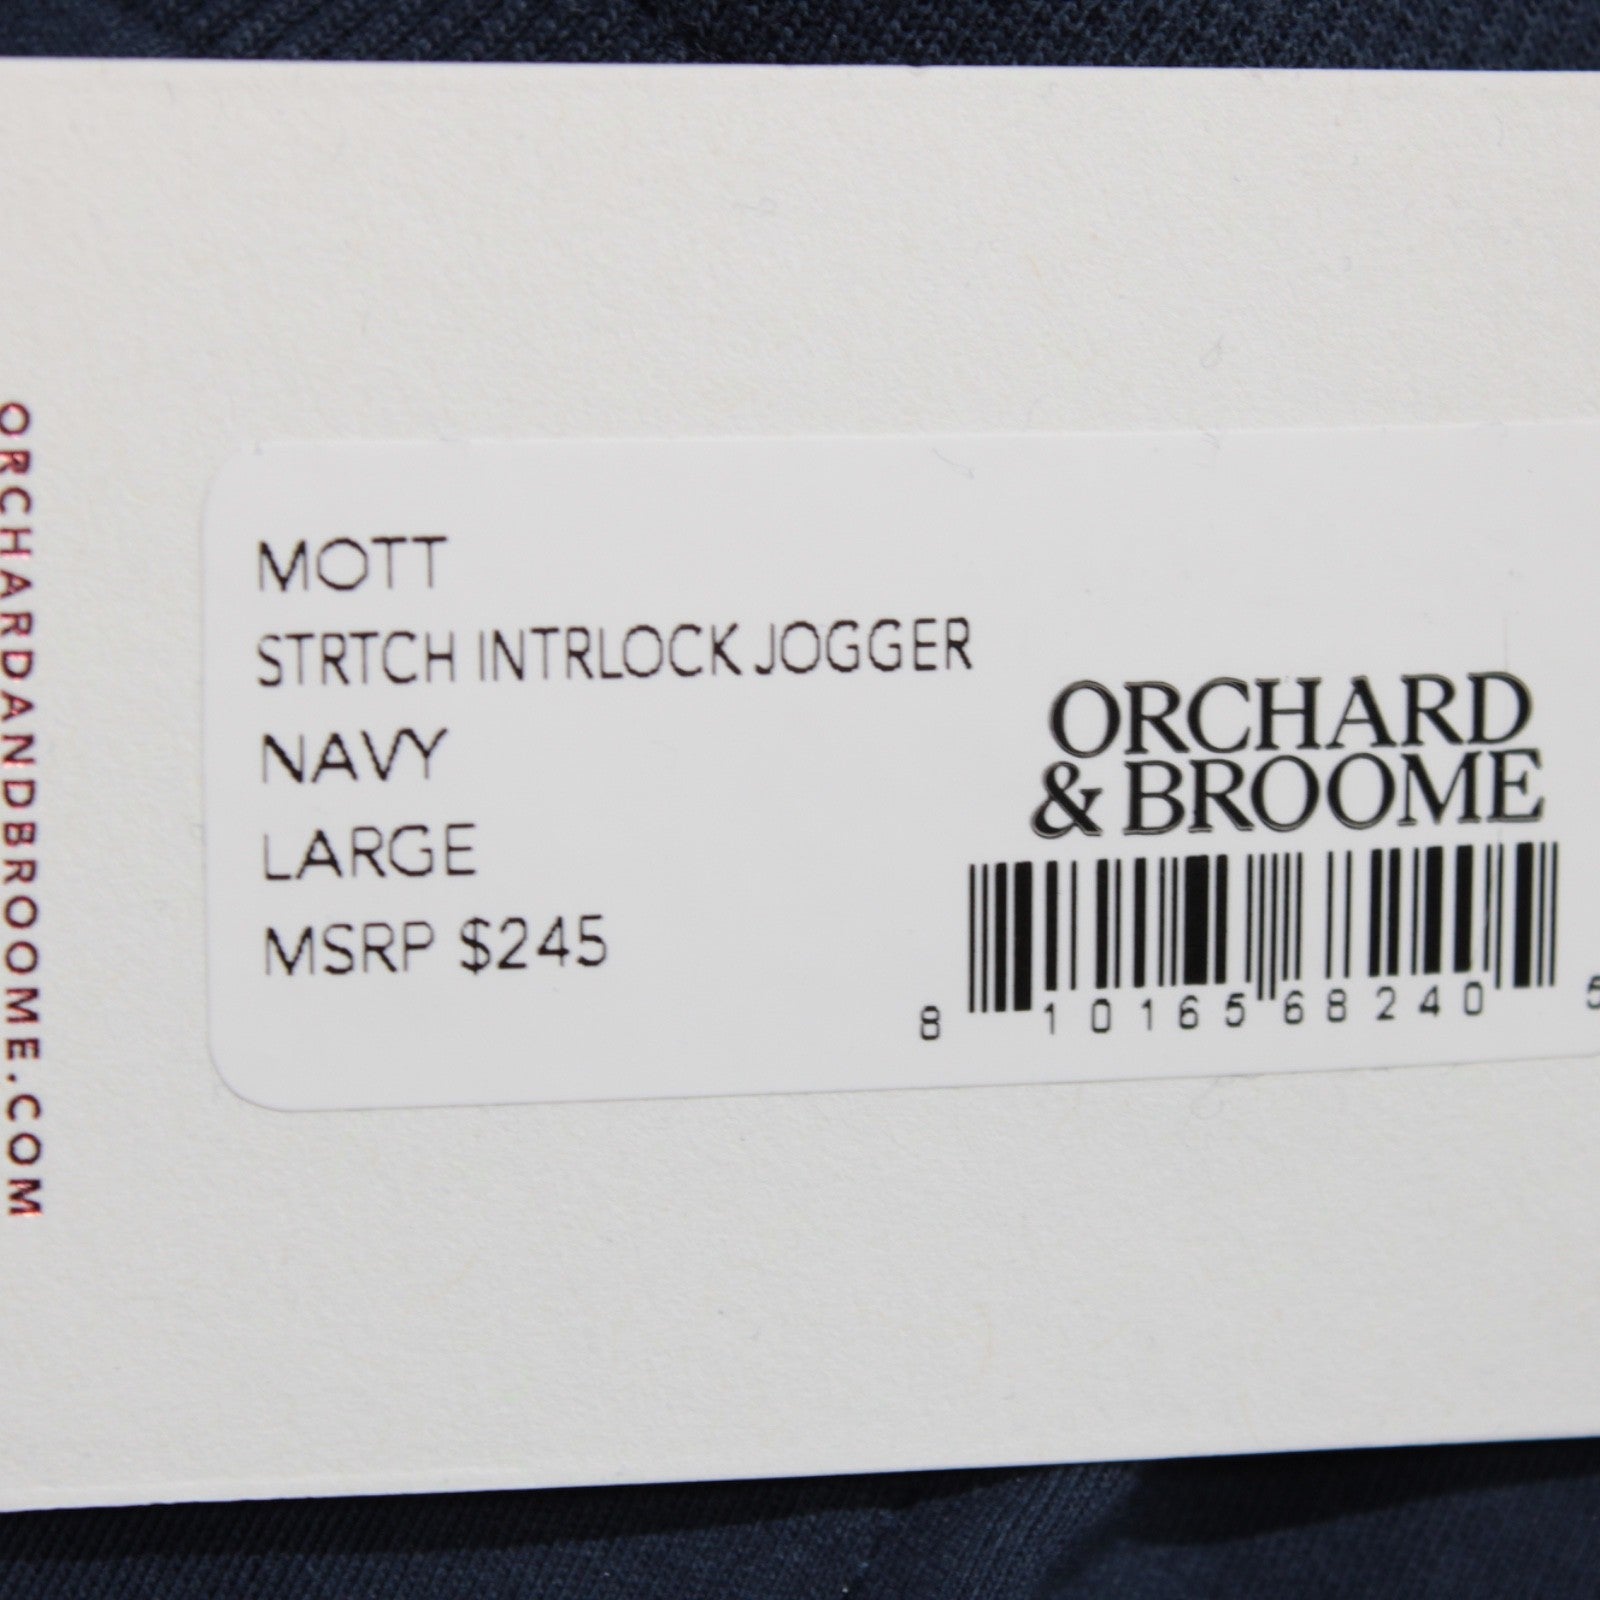 ORCHARDANDBROOME.COM
MOTT
STRTCH INTRLOCK JOGGER
NAVY
LARGE
MSRP $245
ORCHARD
& BROOME
8 10165 68240 5